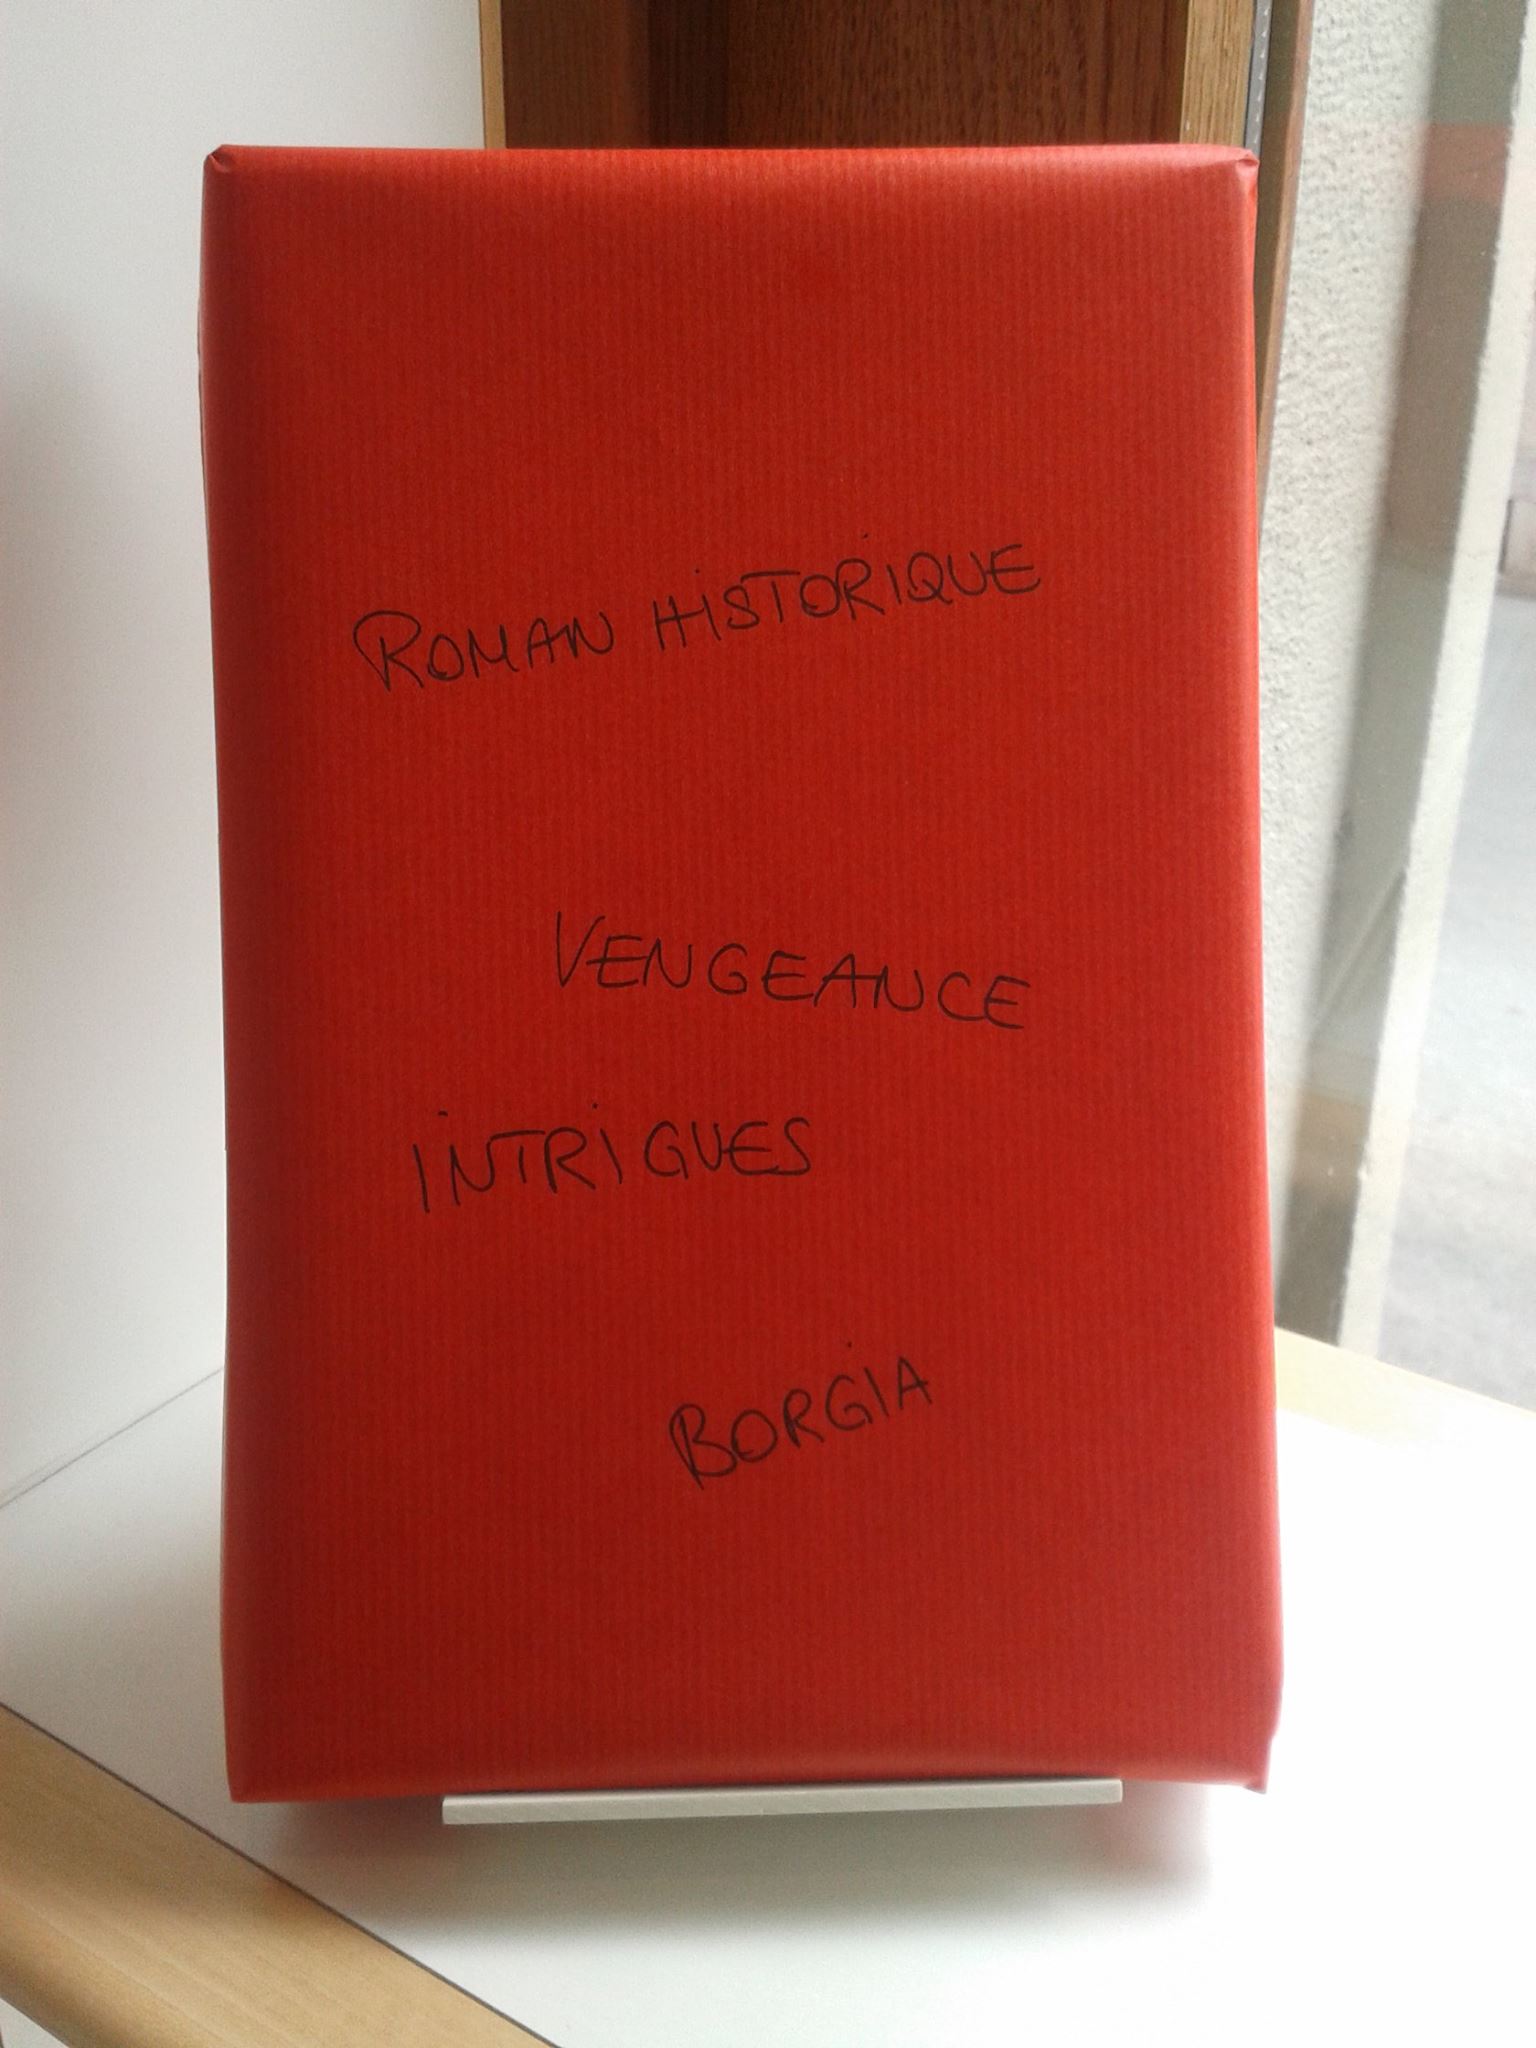 ROMAN HISTORIQUE
VENGEANCE
INTRIGUES
BORGIA